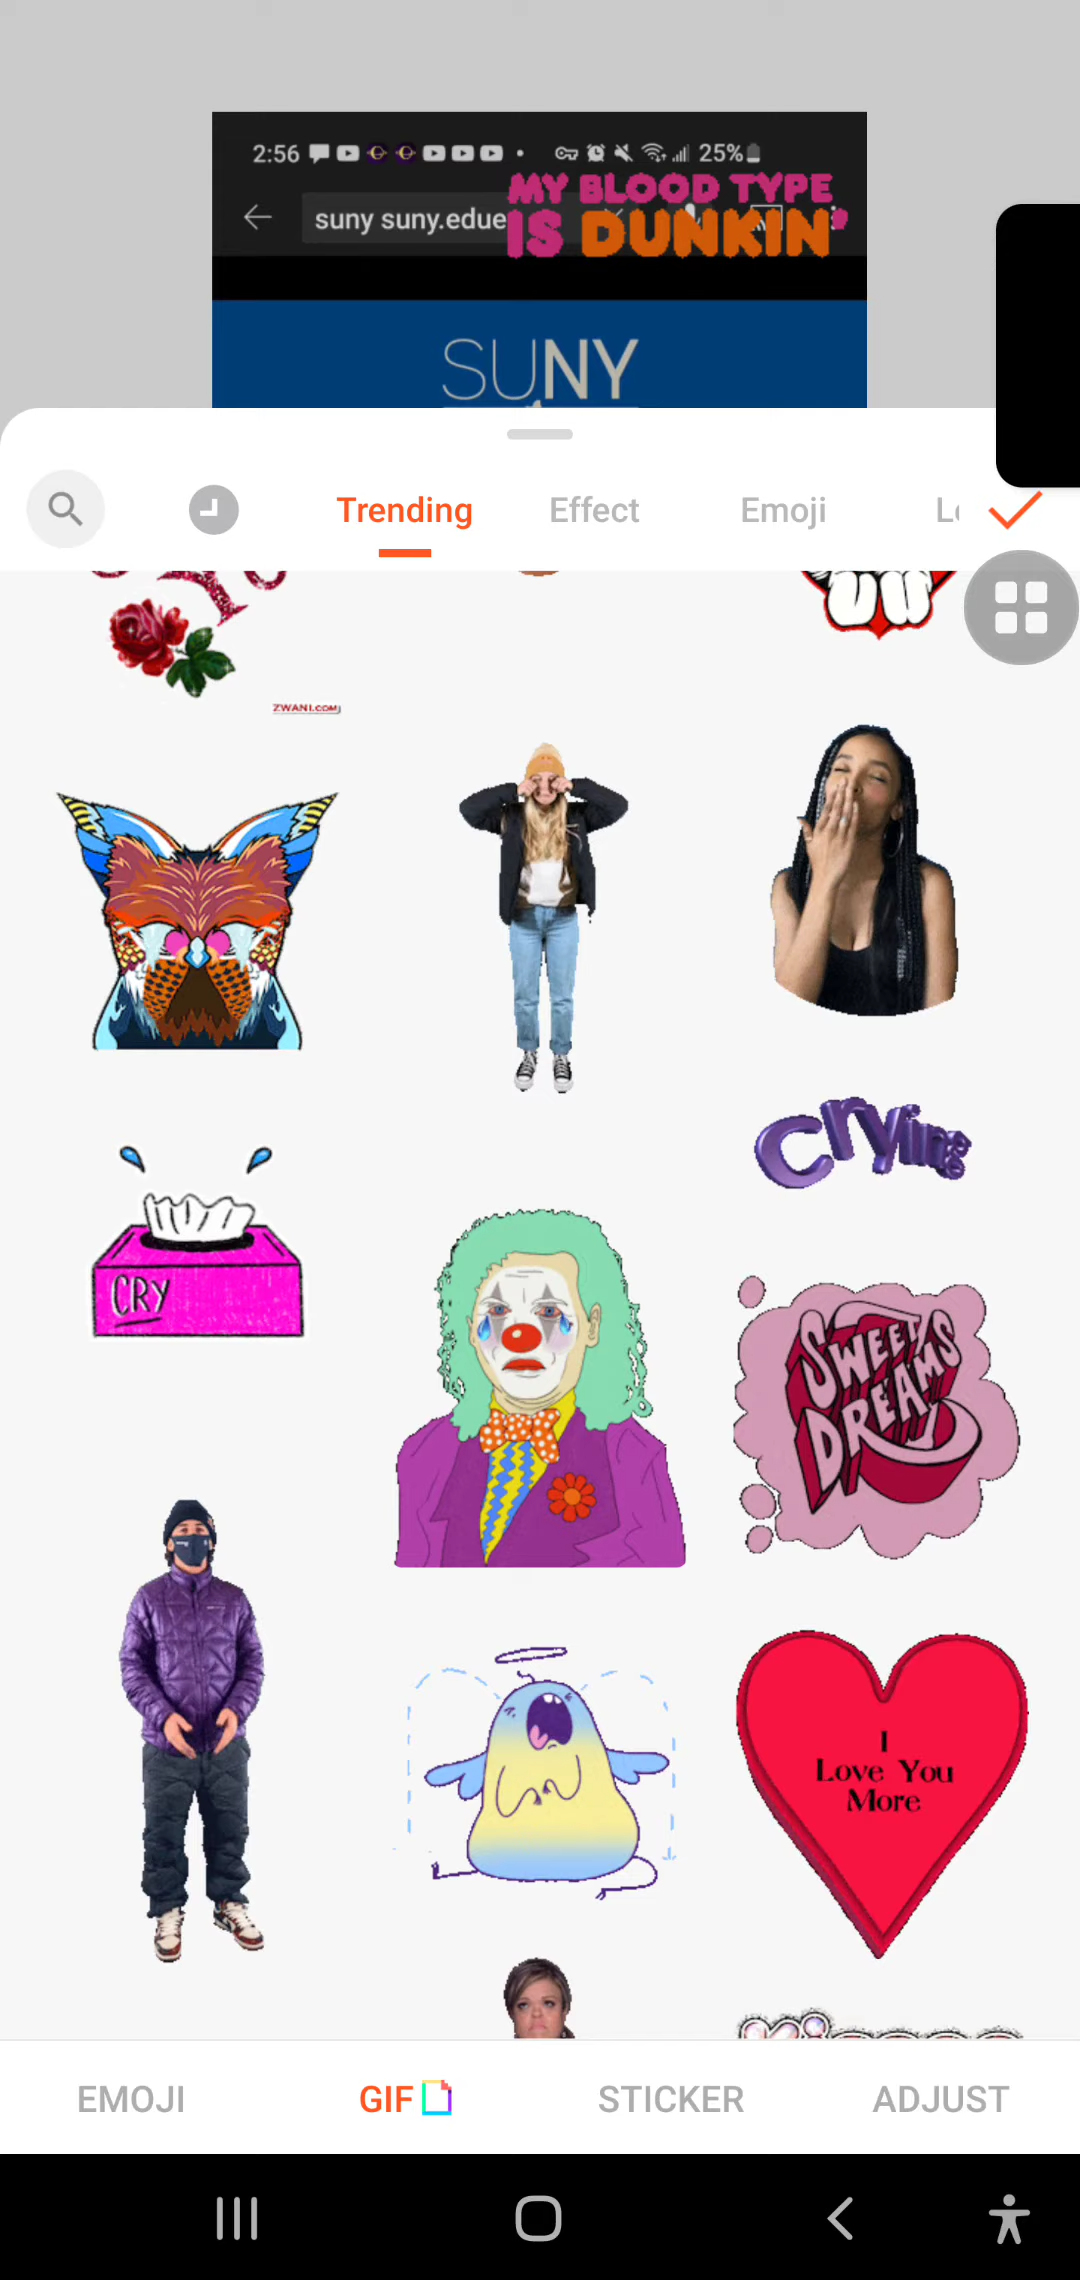 2:56
25%
MY BLOOD TYPE
suny suny.edue
IS DUNKIN'
SUNY
Trending
Effect
Emoji
ZWANI.COM
Crying
CRY
SWEET
DREAMS
I
Love You
More
EMOJI
GIF
STICKER
ADJUST